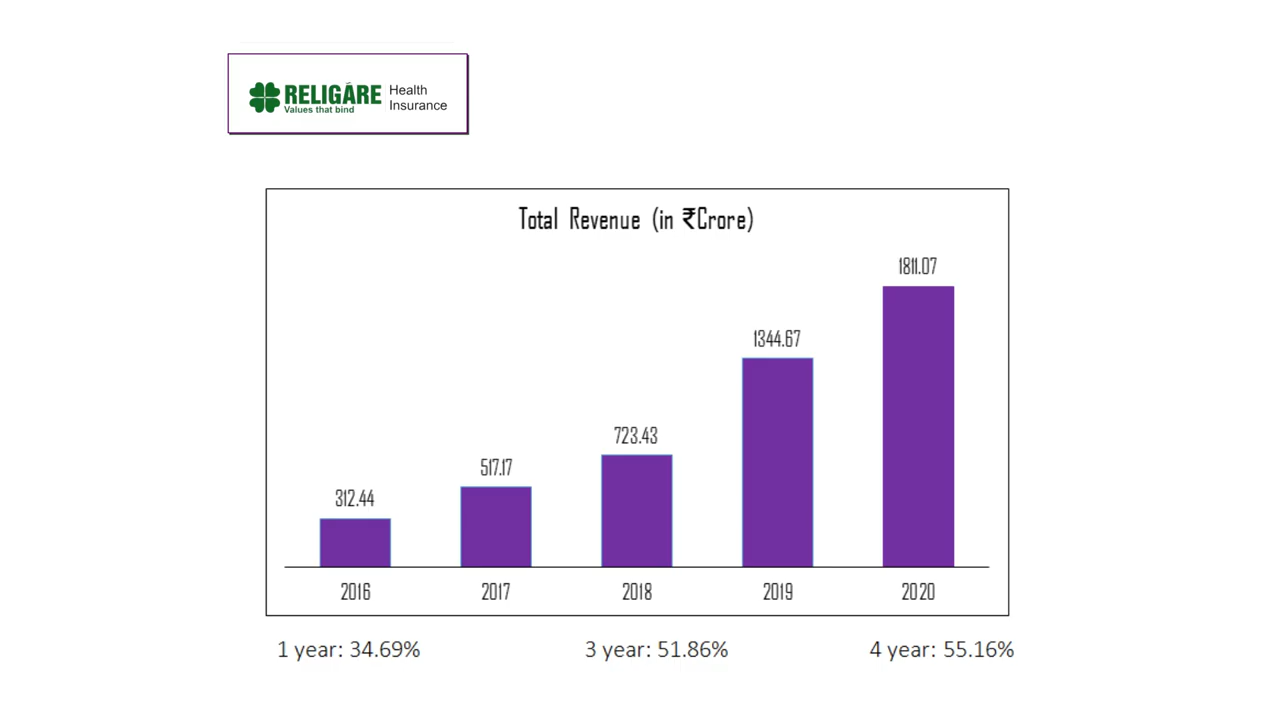 RELIGARE Health
Values that bind Insurance
Total Revenue (in ₹Crore)
312.44
517.17
723.43
1344.67
1811.07
2016 2017 2018 2019 2020
1 year: 34.69% 3 year: 51.86% 4 year: 55.16%